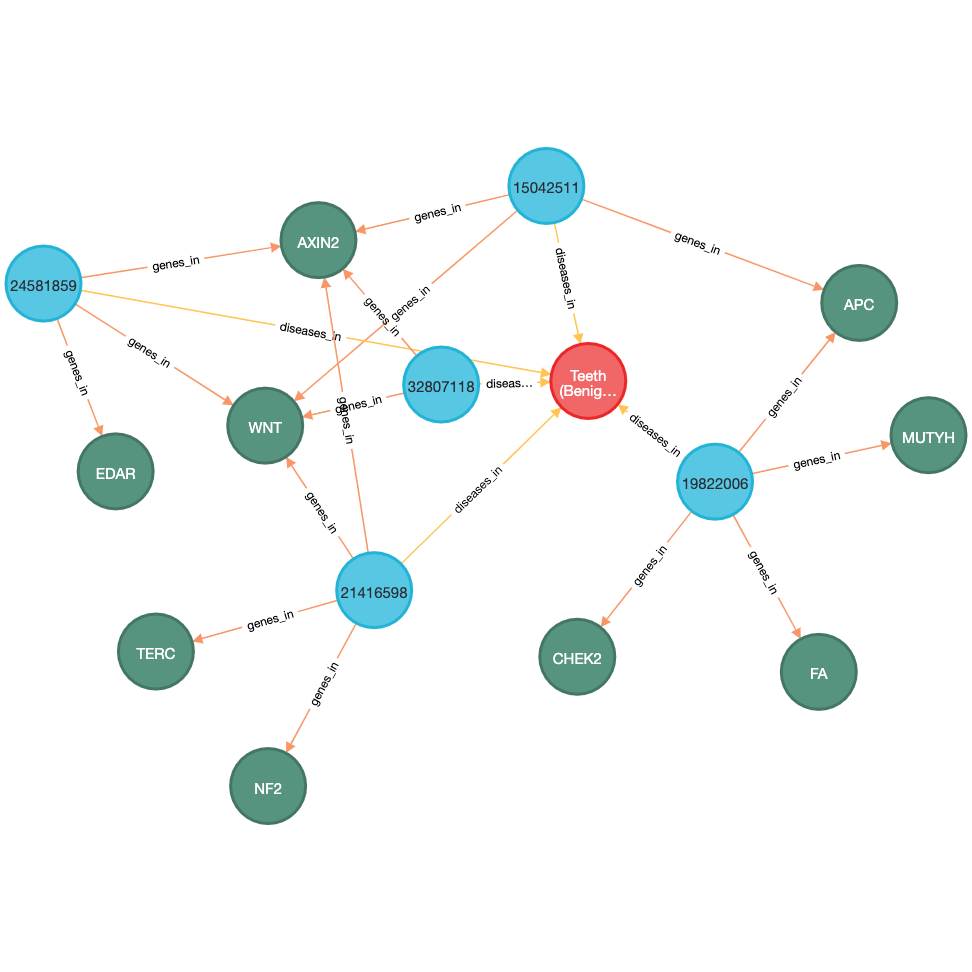 15042511
genes_in
AXIN2
genes_in
genes_in
24581859
diseases_in
genes_in
APC
genes_in
genes_in
diseases_in
genes_in
genes_in
Teeth
(Benig...
32807118
diseas...
genes_in
genes_in
genes_in
WNT
diseases_in
MUTYH
genes_in
EDAR
19822006
diseases_in
genes_in
genes_in
genes_in
21416598
genes_in
TERC
CHEK2
FA
genes_in
NF2